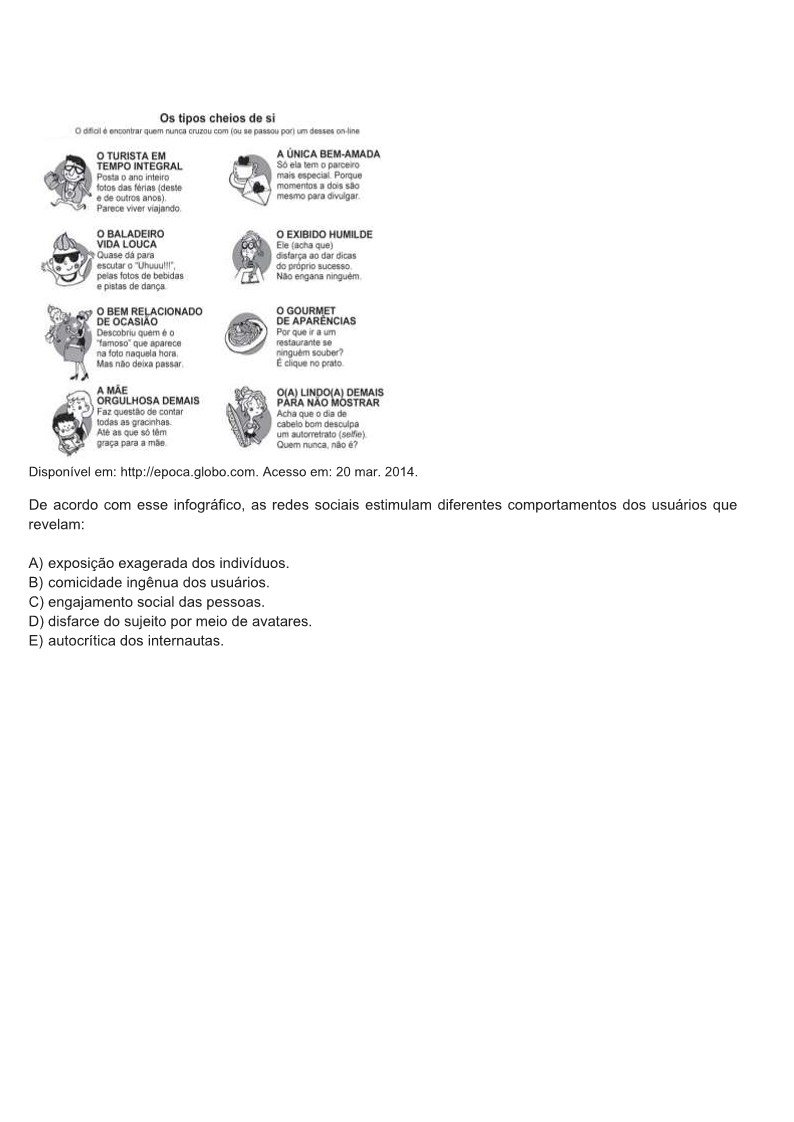 Os tipos cheios de si
O difícil é encontrar quem nunca cruzou com (ou se passou por) um desses on-line
O TURISTA EM
TEMPO INTEGRAL
Posta o ano inteiro
fotos das férias (deste
e de outros anos).
Parece viver viajando.
A ÚNICA BEM-AMADA
Só ela tem o parceiro
mais especial. Porque
momentos a dois são
mesmo para divulgar.
O BALADEIRO
VIDA LOUCA
Quase dá para
escutar o "Uhuuu!!!",
pelas fotos de bebidas
e pistas de dança.
O EXIBIDO HUMILDE
Ele (acha que)
disfarça ao dar dicas
do próprio sucesso.
Não engana ninguém.
O BEM RELACIONADO
DE OCASIÃO
Descobriu quem é o
"famoso" que aparece
na foto naquela hora.
Mas não deixa passar.
O GOURMET
DE APARÊNCIAS
Por que ir a um
restaurante se
ninguém souber?
É clique no prato.
A MÃE
ORGULHOSA DEMAIS
Faz questão de contar
todas as gracinhas.
Até as que só têm
graça para a mãe.
O(A) LINDO(A) DEMAIS
PARA NÃO MOSTRAR
Acha que o dia de
cabelo bom desculpa
um autorretrato (selfie).
Quem nunca, não é?
Disponível em: http://epoca.globo.com. Acesso em: 20 mar. 2014.
De acordo com esse infográfico, as redes sociais estimulam diferentes comportamentos dos usuários que
revelam:
A) exposição exagerada dos indivíduos.
B) comicidade ingênua dos usuários.
C) engajamento social das pessoas.
D) disfarce do sujeito por meio de avatares.
E) autocrítica dos internautas.